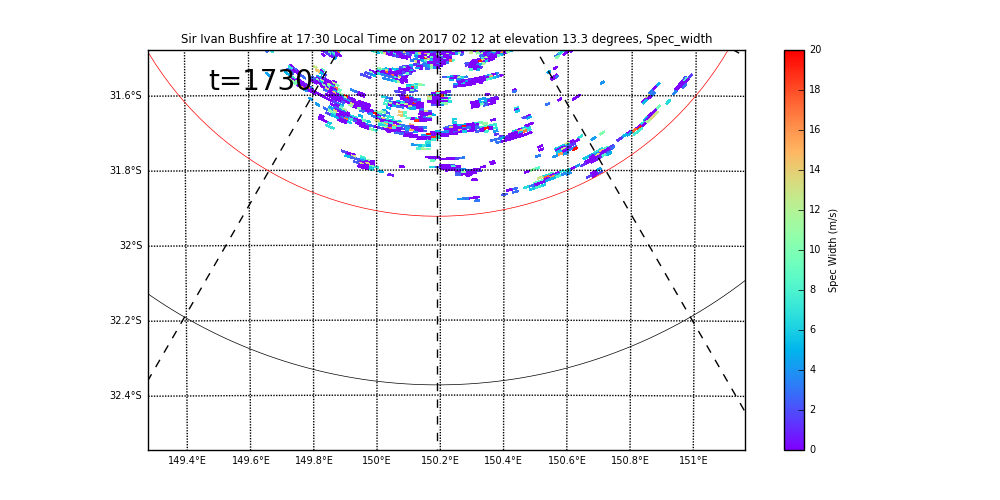 Sir Ivan Bushfire at 17:30 Local Time on 2017 02 12 at elevation 13.3 degrees, Spec_width
t=1730
31.6°S
31.8°S
32°S
32.2°S
32.4°S
149.4°E 149.6°E 149.8°E 150°E 150.2°E 150.4°E 150.6°E 150.8°E 151°E
20
18
16
14
12
10
8
6
4
2
0
Spec Width (m/s)